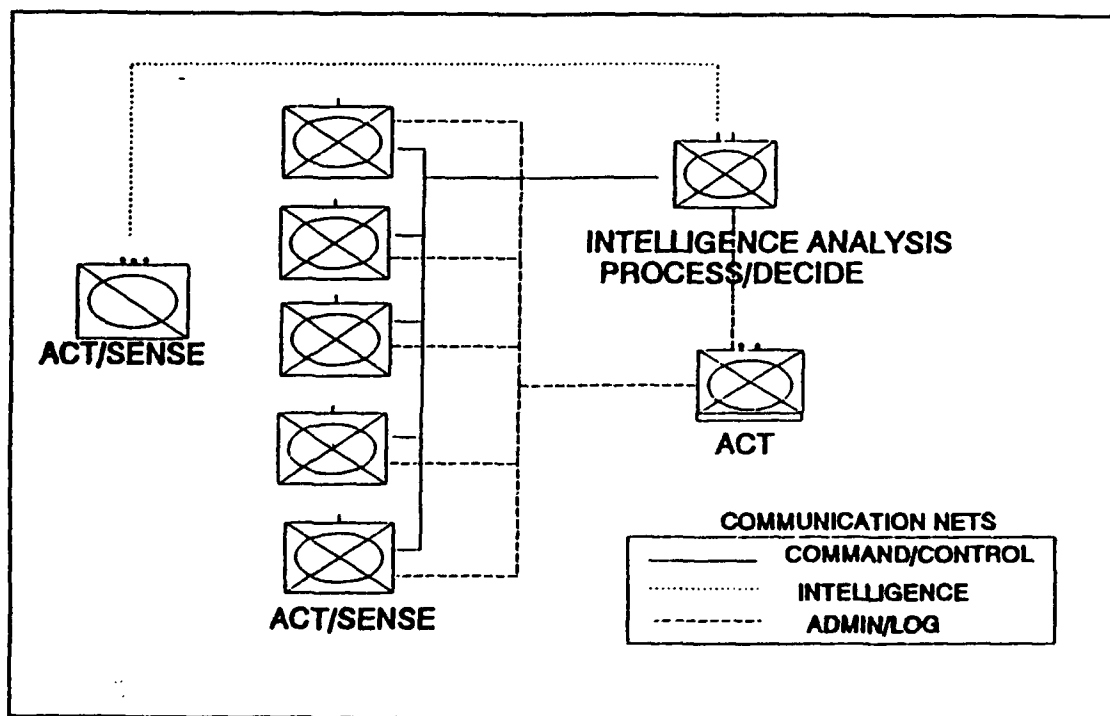 INTELLIGENCE ANALYSIS
PROCESS/DECIDE
ACT/SENSE
ACT
ACT/SENSE
COMMUNICATION NETS
COMMAND/CONTROL
INTELLIGENCE
ADMIN/LOG